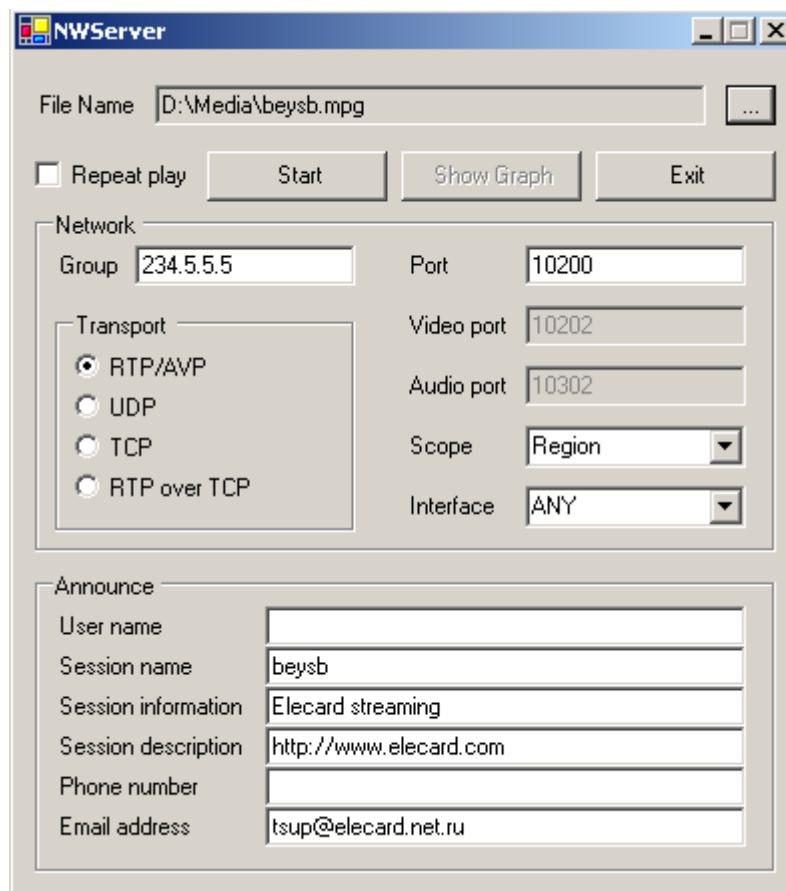 NWServer
File Name D:\Media\beysb.mpg ...
Repeat play Start Show Graph Exit
Network
Group 234.5.5.5 Port 10200
Transport Video port 10202
RTP/AVP
Audio port 10302
UDP
TCP Scope Region
RTP over TCP Interface ANY
Announce
User name
Session name beysb
Session information Elecard streaming
Session description http://www.elecard.com
Phone number
Email address tsup@elecard.net.ru